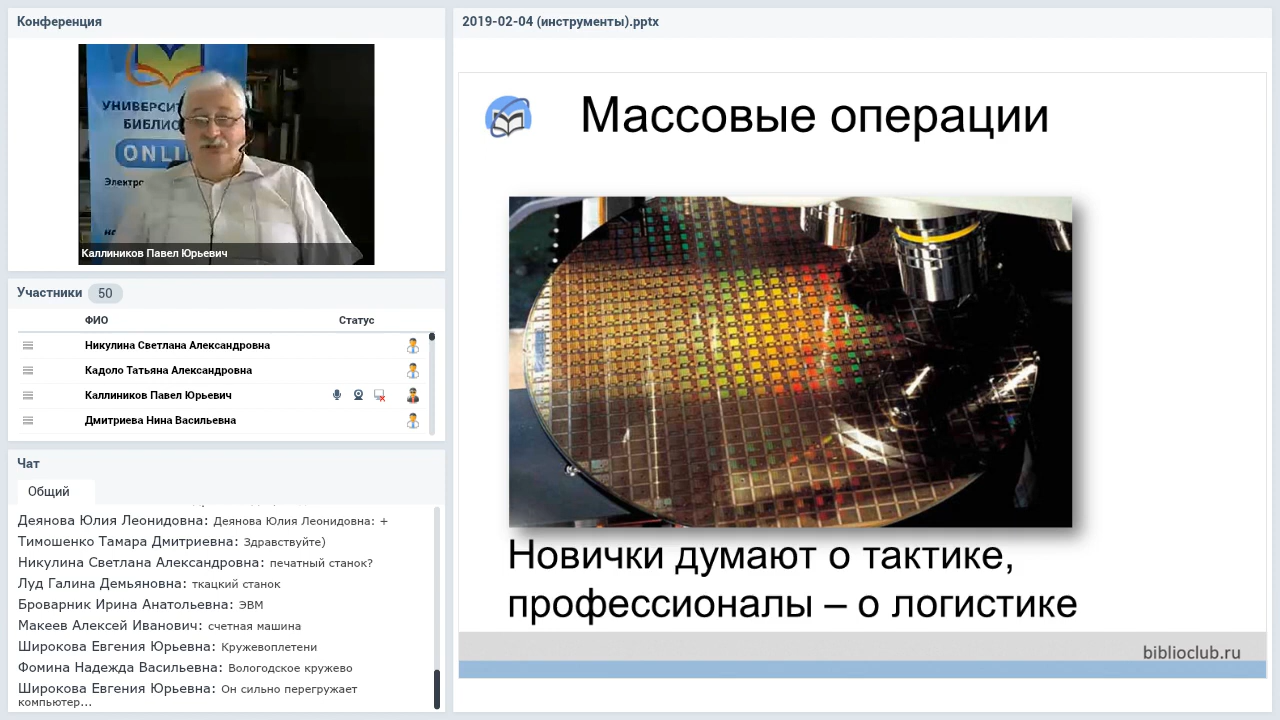 Конференция
УНИВЕРСИТ
БИБЛИО
ONLI
Электро
Каллиников Павел Юрьевич
Участники 50
ФИО Статус
Никулина Светлана Александровна
Кадоло Татьяна Александровна
Каллиников Павел Юрьевич
Дмитриева Нина Васильевна
Чат
Общий
Деянова Юлия Леонидовна: Деянова Юлия Леонидовна: +
Тимошенко Тамара Дмитриевна: Здравствуйте)
Никулина Светлана Александровна: печатный станок?
Луд Галина Демьяновна: ткацкий станок
Броварник Ирина Анатольевна: ЭВМ
Макеев Алексей Иванович: счетная машина
Широкова Евгения Юрьевна: Кружевоплетени
Фомина Надежда Васильевна: Вологодское кружево
Широкова Евгения Юрьевна: Он сильно перегружает
компьютер...
2019-02-04 (инструменты).pptx
Массовые операции
Новички думают о тактике,
профессионалы – о логистике
biblioclub.ru